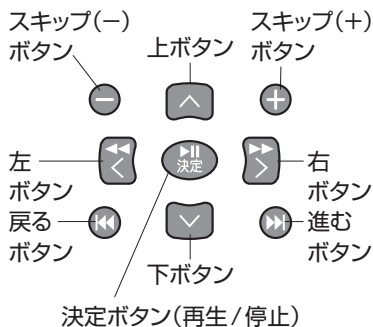 スキップ(−)
ボタン
上ボタン
スキップ(+)
ボタン
左
ボタン
決定
右
ボタン
戻る
ボタン
進む
ボタン
下ボタン
決定ボタン(再生/停止)